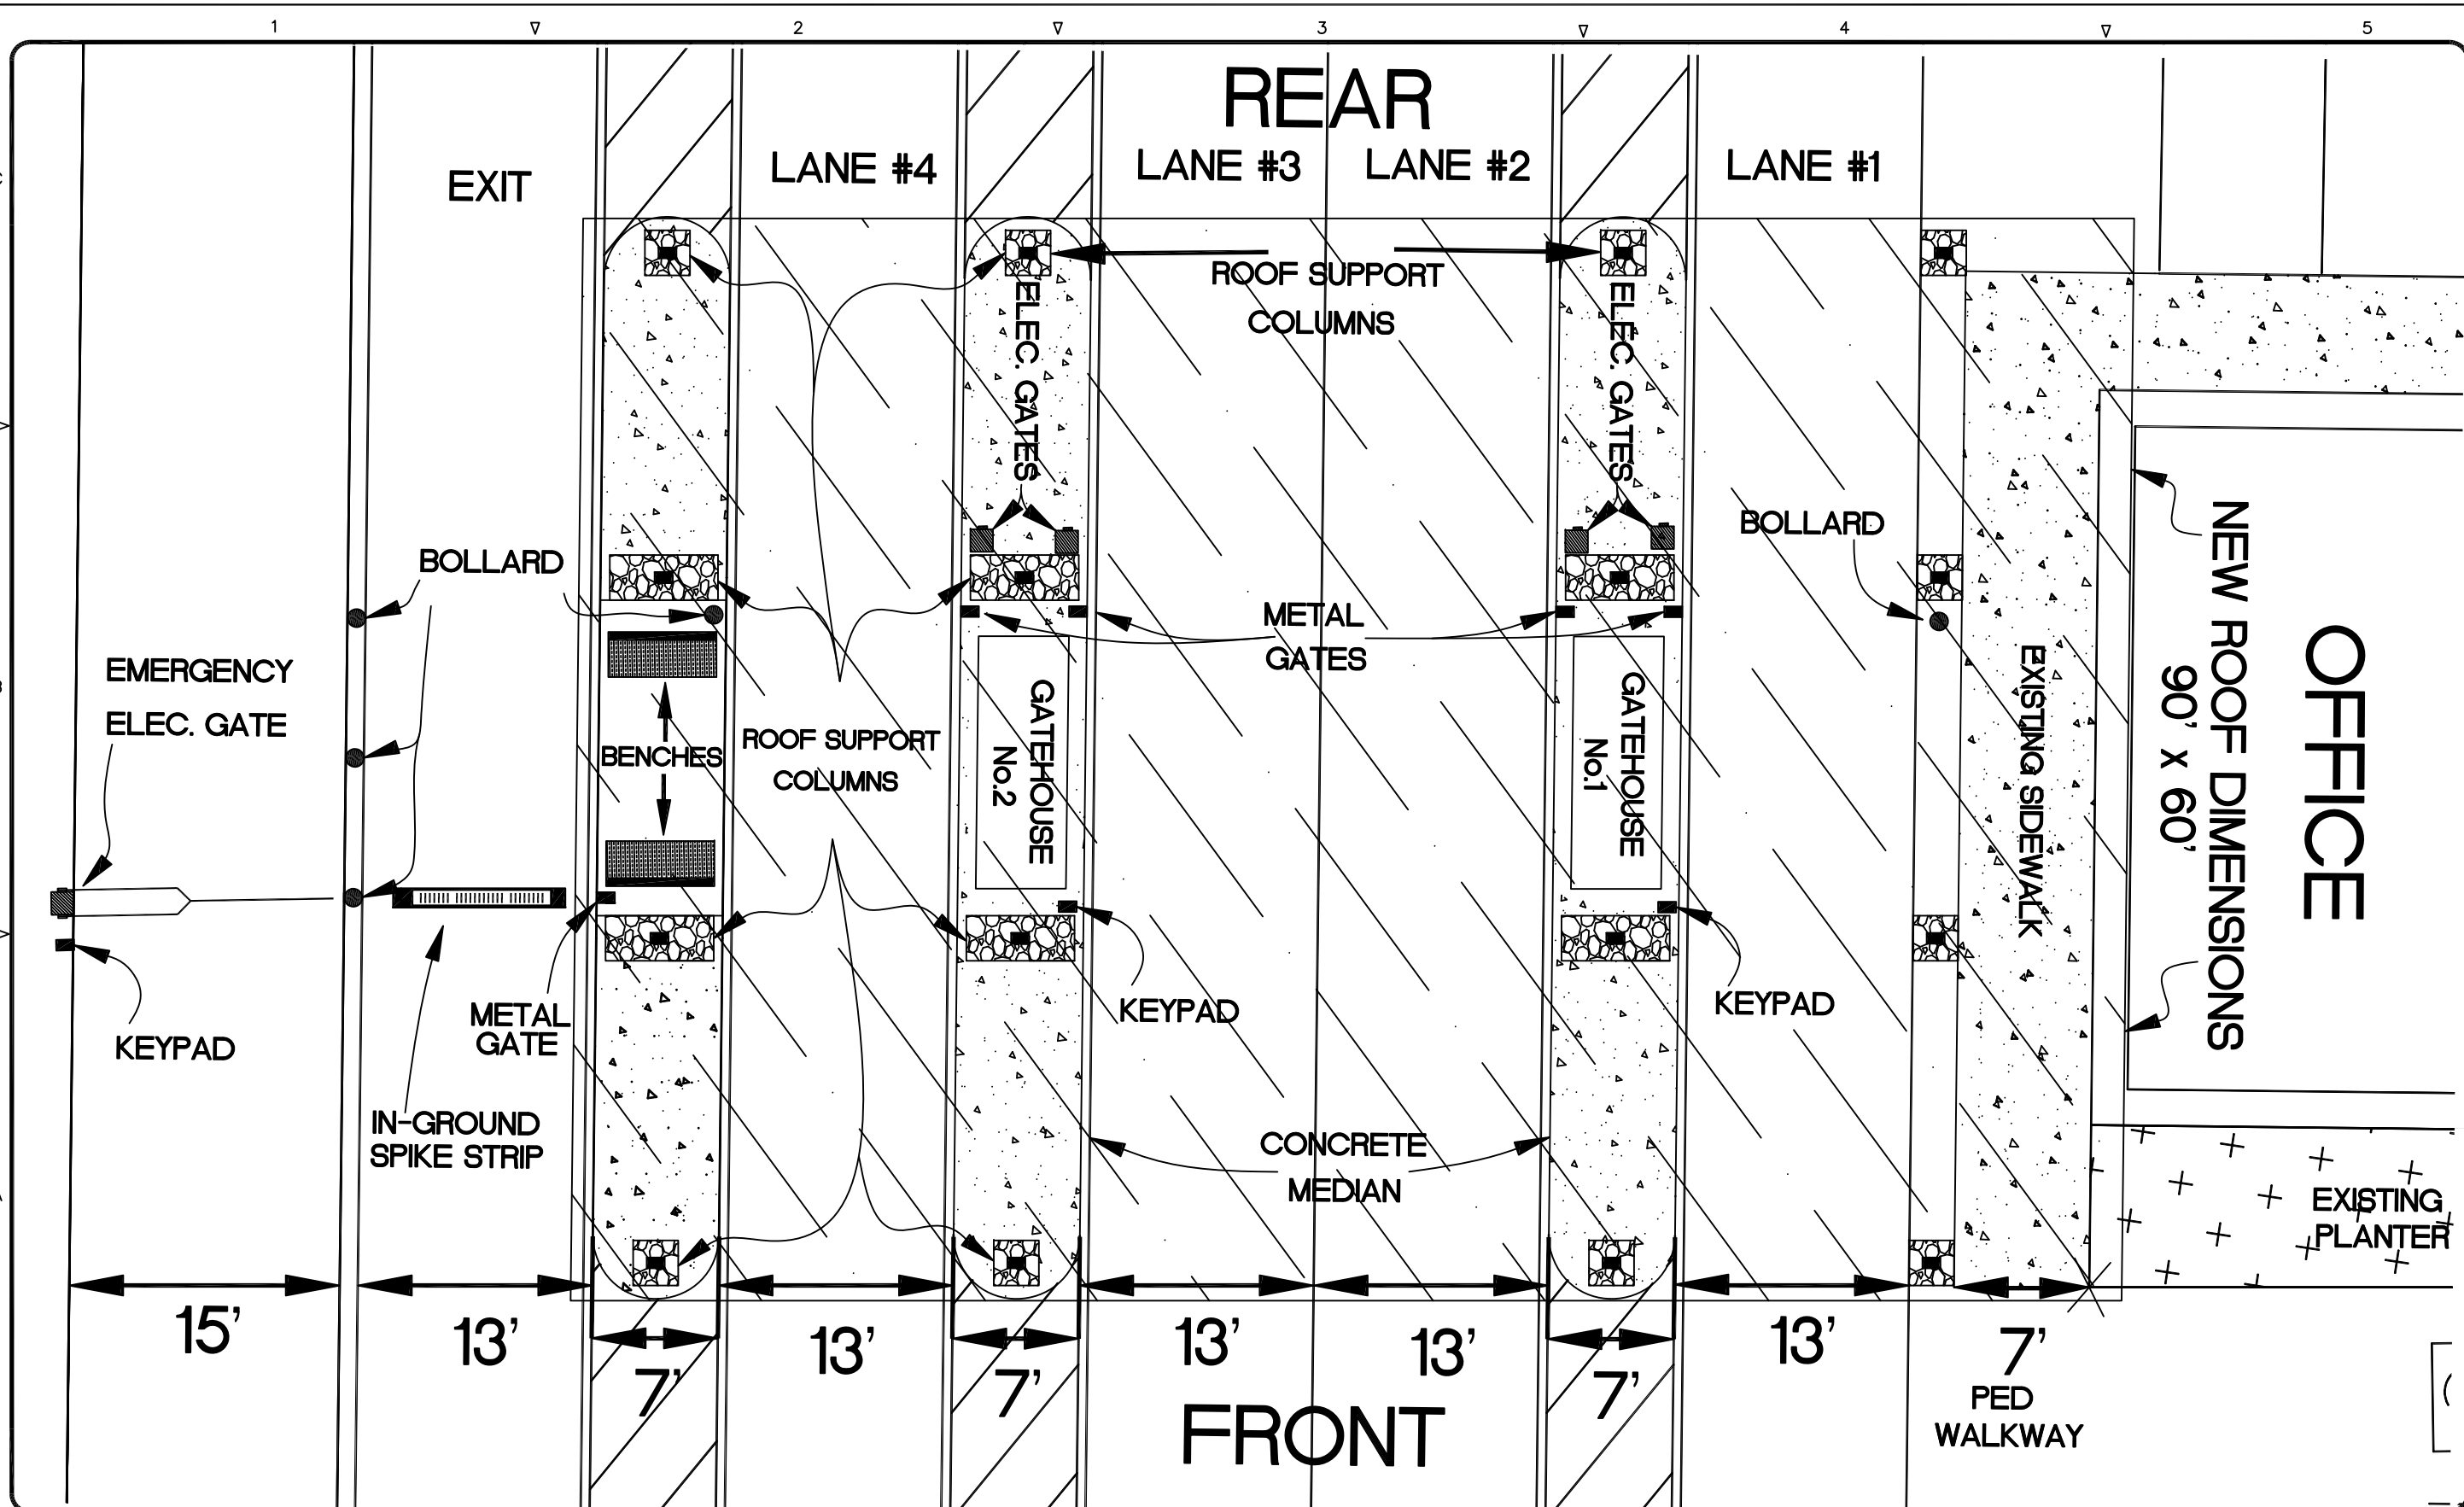 1
2
3
4
5
REAR
EXIT
LANE #4
LANE #3
LANE #2
LANE #1
ROOF SUPPORT
COLUMNS
ELEC. GATES
ELEC. GATES
BOLLARD
BOLLARD
METAL
GATES
EMERGENCY
ELEC. GATE
BENCHES
ROOF SUPPORT
COLUMNS
GATEHOUSE
No.2
GATEHOUSE
No.1
EXISTING SIDEWALK
NEW ROOF DIMENSIONS
90' x 60'
OFFICE
KEYPAD
METAL
GATE
KEYPAD
KEYPAD
IN-GROUND
SPIKE STRIP
CONCRETE
MEDIAN
EXISTING
PLANTER
15'
13'
7'
13'
7'
13'
13'
7'
13'
7'
PED
WALKWAY
FRONT